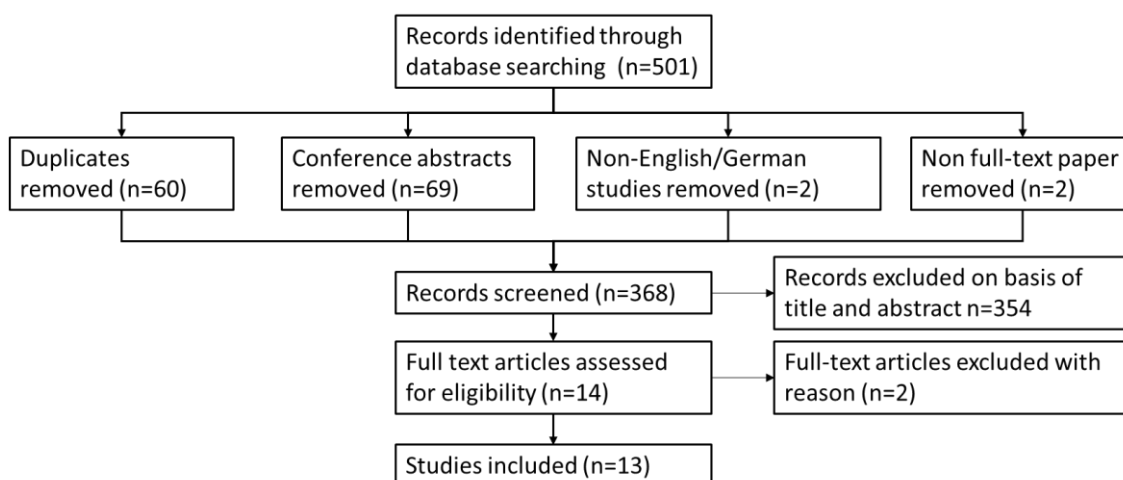 Records identified through
database searching (n=501)
Duplicates
removed (n=60)
Conference abstracts
removed (n=69)
Non-English/German
studies removed (n=2)
Non full-text paper
removed (n=2)
Records screened (n=368)
Records excluded on basis of
title and abstract n=354
Full text articles assessed
for eligibility (n=14)
Full-text articles excluded with
reason (n=2)
Studies included (n=13)